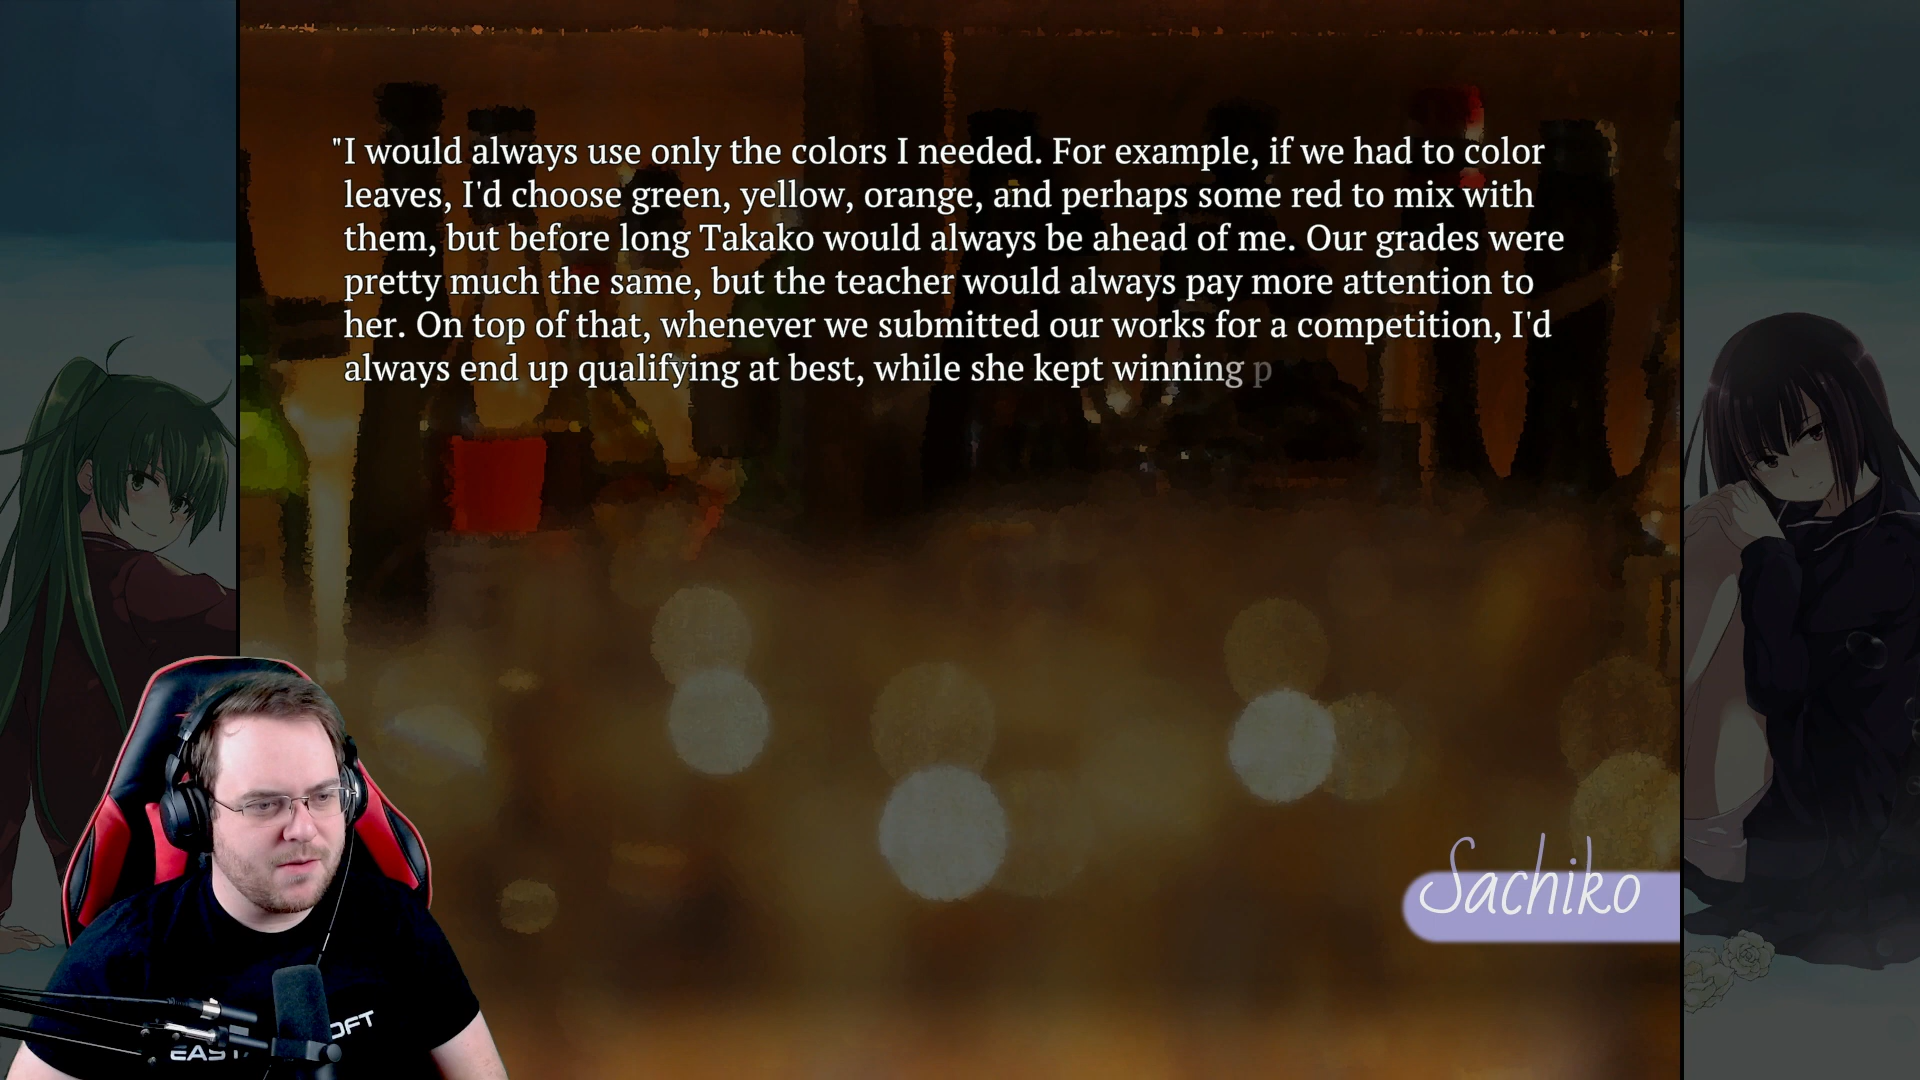 "I would always use only the colors I needed. For example, if we had to color
leaves, I'd choose green, yellow, orange, and perhaps some red to mix with
them, but before long Takako would always be ahead of me. Our grades were
pretty much the same, but the teacher would always pay more attention to
her. On top of that, whenever we submitted our works for a competition, I'd
always end up qualifying at best, while she kept winning p
Sachiko